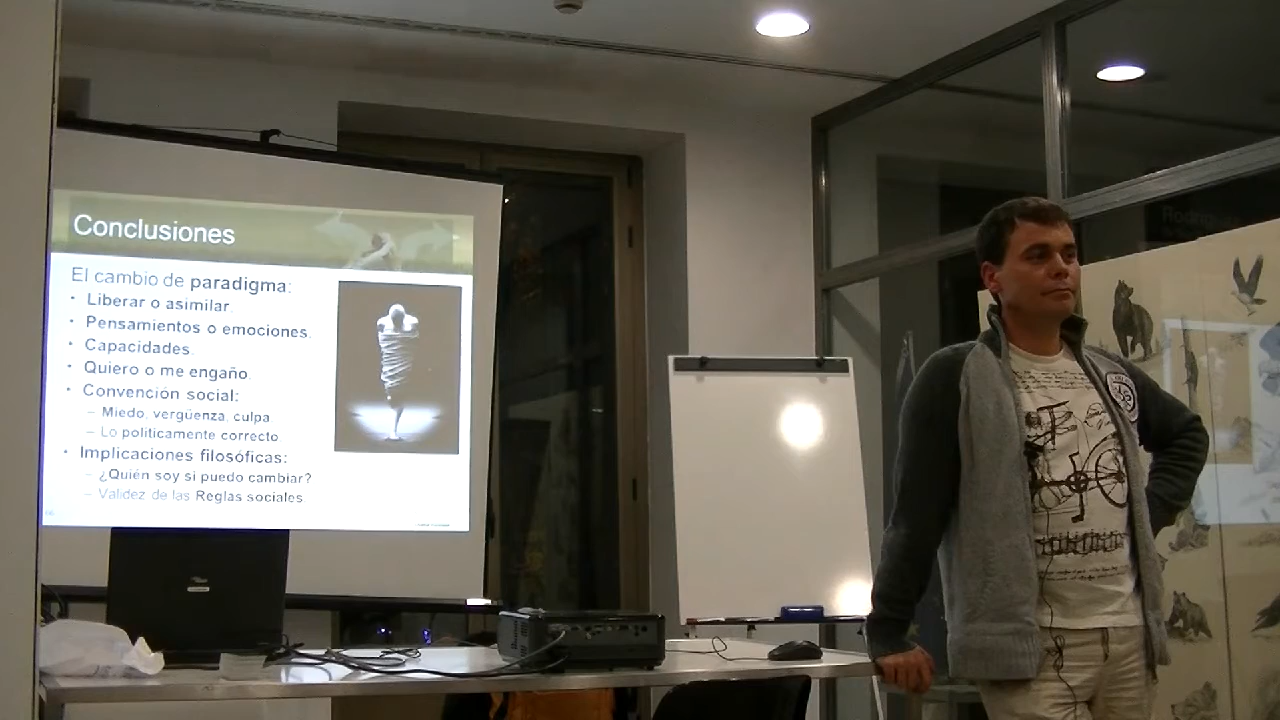 Conclusiones
El cambio de paradigma:
• Liberar o asimilar.
• Pensamientos o emociones.
• Capacidades.
• Quiero o me engaño.
• Convención social:
– Miedo, vergüenza, culpa
– Lo politicamente correcto.
• Implicaciones filosóficas:
– ¿Quién soy si puedo cambiar?
– Validez de las Reglas sociales.